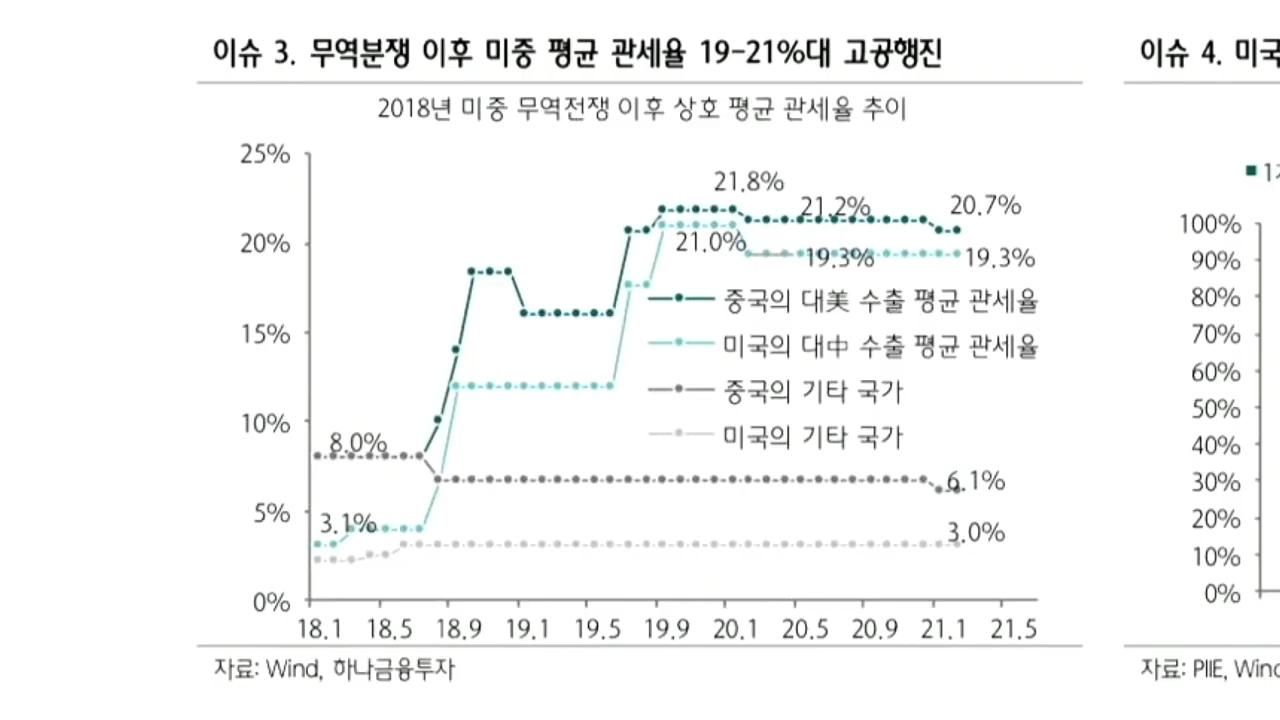 이슈 3. 무역분쟁 이후 미중 평균 관세율 19-21%대 고공행진
2018년 미중 무역전쟁 이후 상호 평균 관세율 추이
25%
20%
15%
10%
5%
0%
21.8%
21.2%
20.7%
21.0%
19.3%
19.3%
중국의 대美 수출 평균 관세율
미국의 대中 수출 평균 관세율
중국의 기타 국가
미국의 기타 국가
8.0%
6.1%
3.1%
3.0%
18.1 18.5 18.9 19.1 19.5 19.9 20.1 20.5 20.9 21.1 21.5
자료: Wind, 하나금융투자
이슈 4. 미국
100%
90%
80%
70%
60%
50%
40%
30%
20%
10%
0%
자료: PIIE, Wind